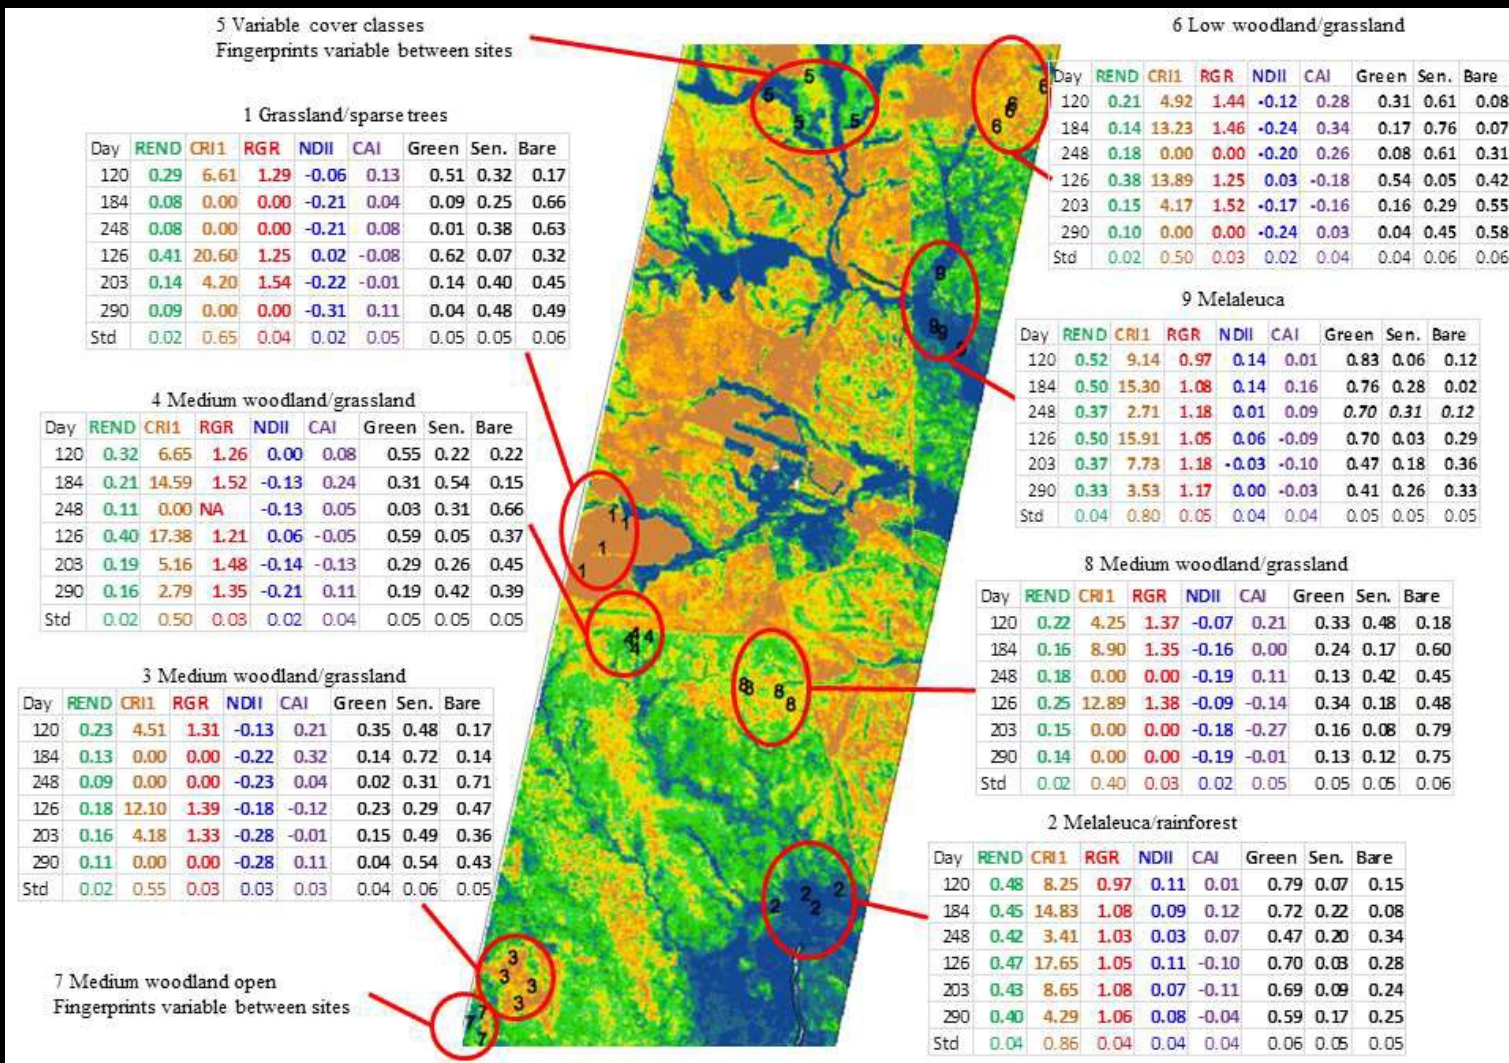 5 Variable cover classes
Fingerprints variable between sites
1 Grassland/sparse trees
Day REND CRI1 RGR NDII CAI Green Sen. Bare
120 0.29 6.61 1.29 -0.06 0.13 0.51 0.32 0.17
184 0.08 0.00 0.00 -0.21 0.04 0.09 0.25 0.66
248 0.08 0.00 0.00 -0.21 0.08 0.01 0.38 0.63
126 0.41 20.60 1.25 0.02 -0.08 0.62 0.07 0.32
203 0.14 4.20 1.54 -0.22 -0.01 0.14 0.40 0.45
290 0.09 0.00 0.00 -0.31 0.11 0.04 0.48 0.49
Std 0.02 0.65 0.04 0.02 0.05 0.05 0.05 0.06
4 Medium woodland/grassland
Day REND CRI1 RGR NDII CAI Green Sen. Bare
120 0.32 6.65 1.26 0.00 0.08 0.55 0.22 0.22
184 0.21 14.59 1.52 -0.13 0.24 0.31 0.54 0.15
248 0.11 0.00 NA -0.13 0.05 0.03 0.31 0.66
126 0.40 17.38 1.21 0.06 -0.05 0.59 0.05 0.37
203 0.19 5.16 1.48 -0.14 -0.13 0.29 0.26 0.45
290 0.16 2.79 1.35 -0.21 0.11 0.19 0.42 0.39
Std 0.02 0.50 0.03 0.02 0.04 0.05 0.05 0.05
3 Medium woodland/grassland
Day REND CRI1 RGR NDII CAI Green Sen. Bare
120 0.23 4.51 1.31 -0.13 0.21 0.35 0.48 0.17
184 0.13 0.00 0.00 -0.22 0.32 0.14 0.72 0.14
248 0.09 0.00 0.00 -0.23 0.04 0.02 0.31 0.71
126 0.18 12.10 1.39 -0.18 -0.12 0.23 0.29 0.47
203 0.16 4.18 1.33 -0.28 -0.01 0.15 0.49 0.36
290 0.11 0.00 0.00 -0.28 0.11 0.04 0.54 0.43
Std 0.02 0.55 0.03 0.03 0.03 0.04 0.06 0.05
7 Medium woodland open
Fingerprints variable between sites
5
5
5 5
1 1
1
1
4 4
4
4
3
3 3
3
7
7
7
6
6
6
6
9
9 9
8 8 8
8
2 2
2 2
6 Low woodland/grassland
Day REND CRI1 RGR NDII CAI Green Sen. Bare
120 0.21 4.92 1.44 -0.12 0.28 0.31 0.61 0.08
184 0.14 13.23 1.46 -0.24 0.34 0.17 0.76 0.07
248 0.18 0.00 0.00 -0.20 0.26 0.08 0.61 0.31
126 0.38 13.89 1.25 0.03 -0.18 0.54 0.05 0.42
203 0.15 4.17 1.52 -0.17 -0.16 0.16 0.29 0.55
290 0.10 0.00 0.00 -0.24 0.03 0.04 0.45 0.58
Std 0.02 0.50 0.03 0.02 0.04 0.04 0.06 0.06
9 Melaleuca
Day REND CRI1 RGR NDII CAI Green Sen. Bare
120 0.52 9.14 0.97 0.14 0.01 0.83 0.06 0.12
184 0.50 15.30 1.08 0.14 0.16 0.76 0.28 0.02
248 0.37 2.71 1.18 0.01 0.09 0.70 0.31 0.12
126 0.50 15.91 1.05 0.06 -0.09 0.70 0.03 0.29
203 0.37 7.73 1.18 -0.03 -0.10 0.47 0.18 0.36
290 0.33 3.53 1.17 0.00 -0.03 0.41 0.26 0.33
Std 0.04 0.80 0.05 0.04 0.04 0.05 0.05 0.05
8 Medium woodland/grassland
Day REND CRI1 RGR NDII CAI Green Sen. Bare
120 0.22 4.25 1.37 -0.07 0.21 0.33 0.48 0.18
184 0.16 8.90 1.35 -0.16 0.00 0.24 0.17 0.60
248 0.18 0.00 0.00 -0.19 0.11 0.13 0.42 0.45
126 0.25 12.89 1.38 -0.09 -0.14 0.34 0.18 0.48
203 0.15 0.00 0.00 -0.18 -0.27 0.16 0.08 0.79
290 0.14 0.00 0.00 -0.19 -0.01 0.13 0.12 0.75
Std 0.02 0.40 0.03 0.02 0.05 0.05 0.05 0.06
2 Melaleuca/rainforest
Day REND CRI1 RGR NDII CAI Green Sen. Bare
120 0.48 8.25 0.97 0.11 0.01 0.79 0.07 0.15
184 0.45 14.83 1.08 0.09 0.12 0.72 0.22 0.08
248 0.42 3.41 1.03 0.03 0.07 0.47 0.20 0.34
126 0.47 17.65 1.05 0.11 -0.10 0.70 0.03 0.28
203 0.43 8.65 1.08 0.07 -0.11 0.69 0.09 0.24
290 0.40 4.29 1.06 0.08 -0.04 0.59 0.17 0.25
Std 0.04 0.86 0.04 0.04 0.04 0.06 0.05 0.05